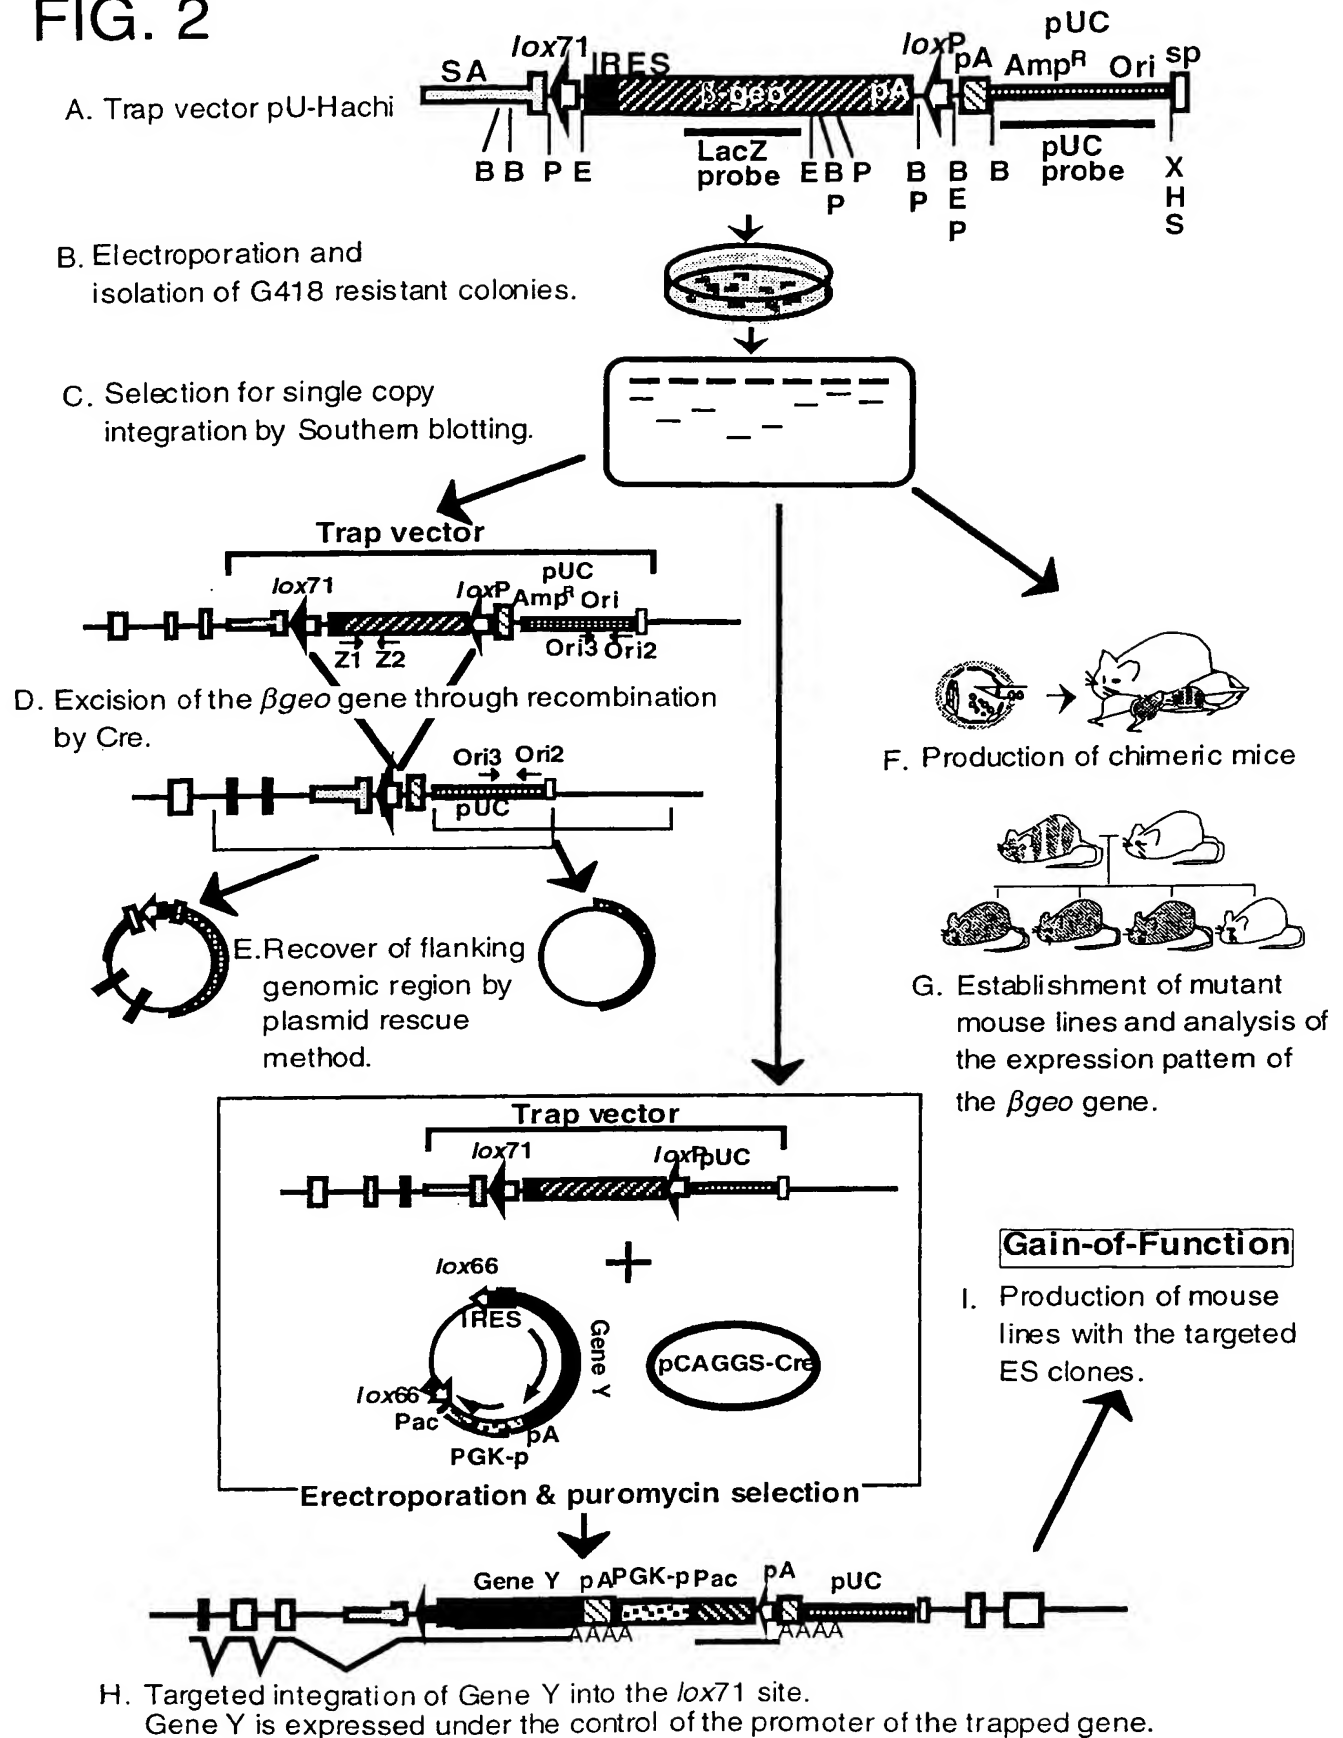 FIG. 2
pUC
lox71 IRES loxP pA AmpR Ori sp
SA β-geo pA
A. Trap vector pU-Hachi
LacZ probe pUC probe
B B P E E B P B B B X
P P E H
P S
B. Electroporation and
isolation of G418 resistant colonies.
C. Selection for single copy
integration by Southern blotting.
Trap vector
lox71 loxP pUC
AmpR Ori
Z1 Z2 Ori3 Ori2
D. Excision of the βgeo gene through recombination
by Cre.
Ori3 Ori2
pUC
E. Recover of flanking
genomic region by
plasmid rescue
method.
F. Production of chimeric mice
G. Establishment of mutant
mouse lines and analysis of
the expression pattern of
the βgeo gene.
Trap vector
lox71 loxP pUC
+
lox66
IRES
Gene Y
lox66
Pac
PGK-p
pA
pCAGGS-Cre
Erectroporation & puromycin selection
Gain-of-Function
I. Production of mouse
lines with the targeted
ES clones.
Gene Y pA PGK-p Pac pA pUC
AAAA AAAA
H. Targeted integration of Gene Y into the lox71 site.
Gene Y is expressed under the control of the promoter of the trapped gene.